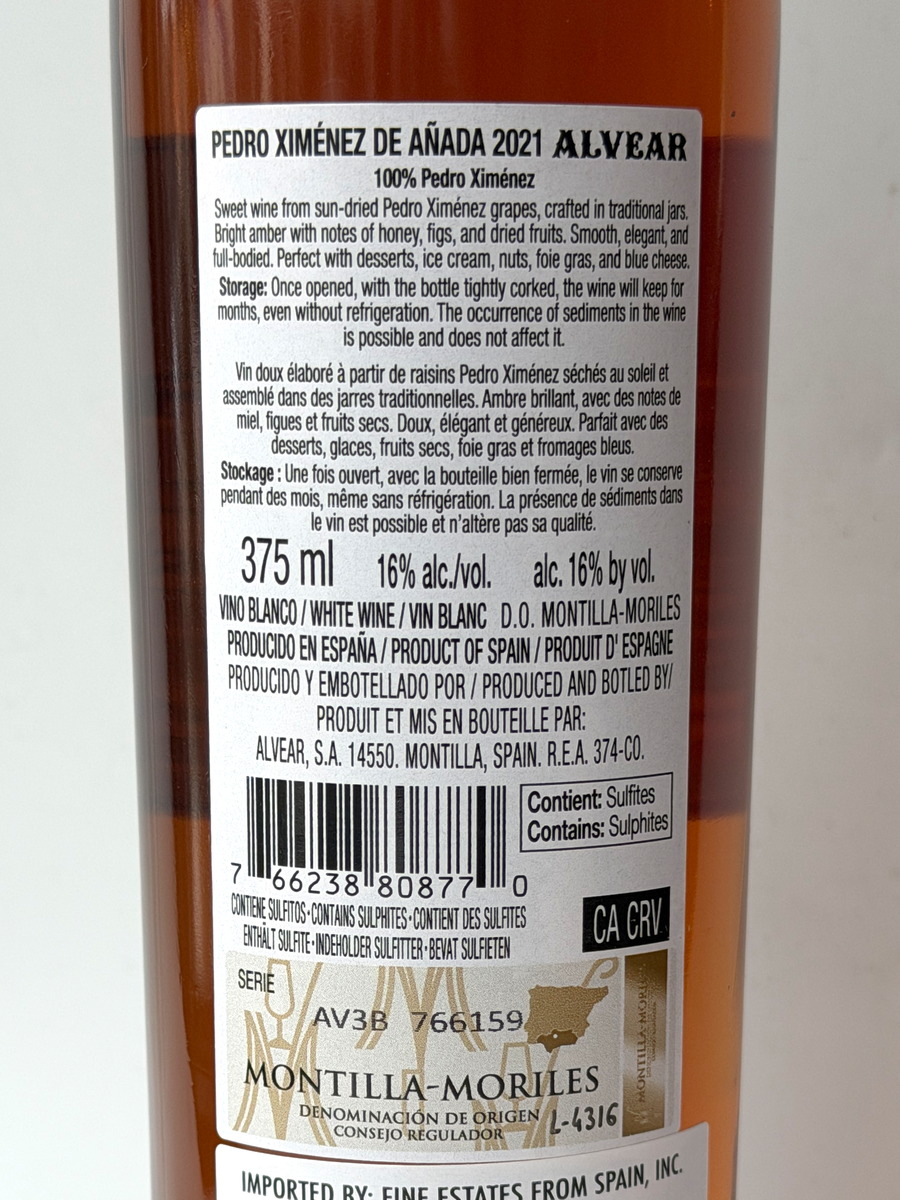 PEDRO XIMÉNEZ DE AÑADA 2021 ALVEAR
100% Pedro Ximénez
Sweet wine from sun-dried Pedro Ximénez grapes, crafted in traditional jars.
Bright amber with notes of honey, figs, and dried fruits. Smooth, elegant, and
full-bodied. Perfect with desserts, ice cream, nuts, foie gras, and blue cheese.
Storage: Once opened, with the bottle tightly corked, the wine will keep for
months, even without refrigeration. The occurrence of sediments in the wine
is possible and does not affect it.
Vin doux élaboré à partir de raisins Pedro Ximénez séchés au soleil et
assemblé dans des jarres traditionnelles. Ambre brillant, avec des notes de
miel, figues et fruits secs. Doux, élégant et généreux. Parfait avec des
desserts, glaces, fruits secs, foie gras et fromages bleus.
Stockage : Une fois ouvert, avec la bouteille bien fermée, le vin se conserve
pendant des mois, même sans réfrigération. La présence de sédiments dans
le vin est possible et n'altère pas sa qualité.
375 ml 16% alc./vol. alc. 16% by vol.
VINO BLANCO / WHITE WINE / VIN BLANC D.O. MONTILLA-MORILES
PRODUCIDO EN ESPAÑA / PRODUCT OF SPAIN / PRODUIT D' ESPAGNE
PRODUCIDO Y EMBOTELLADO POR / PRODUCED AND BOTLED BY/
PRODUIT ET MIS EN BOUTEILLE PAR:
ALVEAR, S.A. 14550. MONTILLA, SPAIN. R.E.A. 374-CO.
Contient: Sulfites
Contains: Sulphites
7 66238 80877 0
CONTIENE SULFITOS·CONTAINS SULPHITES·CONTIENT DES SULFITES
ENTHÄLT SULFITE·INDEHOLDER SULFITTER·BEVAT SULFIETEN
CA CRV
SERIE
AV3B 766159
MONTILLA-MORILES
MONTILLA-MORILES
DENOMINACIÓN DE ORIGEN
CONSEJO REGULADOR
L-4316
IMPORTED BY: FINE ESTATES FROM SPAIN, INC.